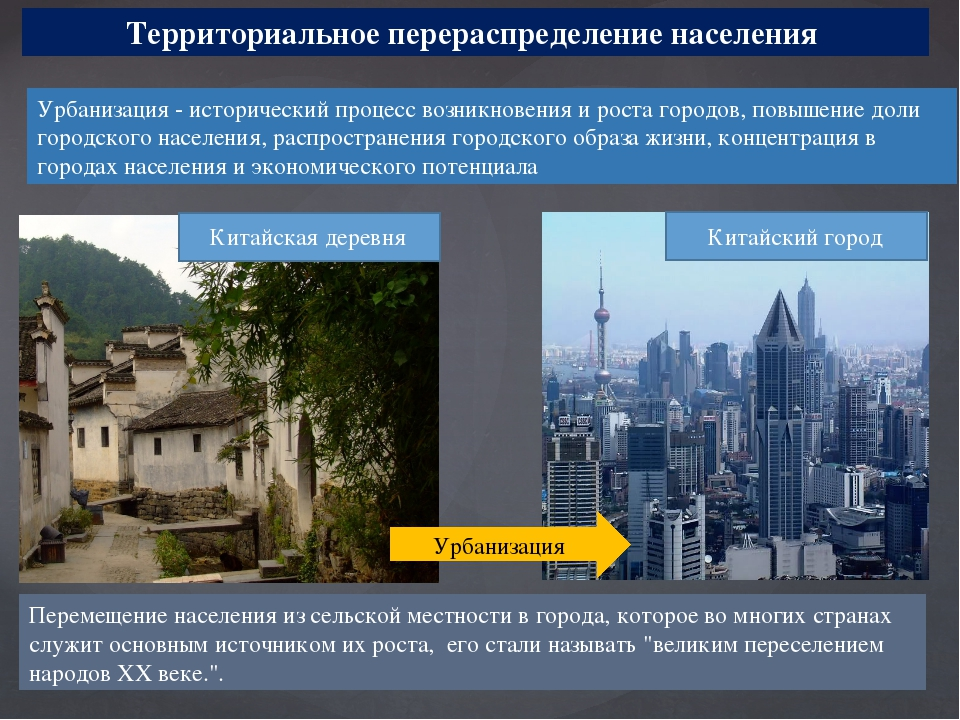 Территориальное перераспределение населения
Урбанизация - исторический процесс возникновения и роста городов, повышение доли
городского населения, распространения городского образа жизни, концентрация в
городах населения и экономического потенциала
Китайская деревня
Китайский город
Урбанизация
Перемещение населения из сельской местности в города, которое во многих странах
служит основным источником их роста, его стали называть "великим переселением
народов XX веке.".